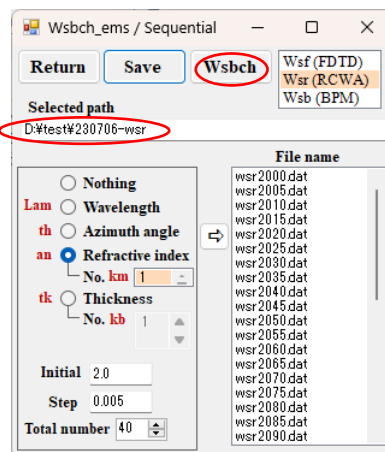 Wsbch_ems / Sequential
Return Save Wsbch
Wsf (FDTD)
Wsr (RCWA)
Wsb (BPM)
Selected path
D:¥test¥230706-wsr
File name
Nothing
Lam Wavelength
th Azimuth angle
an Refractive index
No. km 1
tk Thickness
No. kb 1
Initial 2.0
Step 0.005
Total number 40
wsr2000.dat
wsr2005.dat
wsr2010.dat
wsr2015.dat
wsr2020.dat
wsr2025.dat
wsr2030.dat
wsr2035.dat
wsr2040.dat
wsr2045.dat
wsr2050.dat
wsr2055.dat
wsr2060.dat
wsr2065.dat
wsr2070.dat
wsr2075.dat
wsr2080.dat
wsr2085.dat
wsr2090.dat